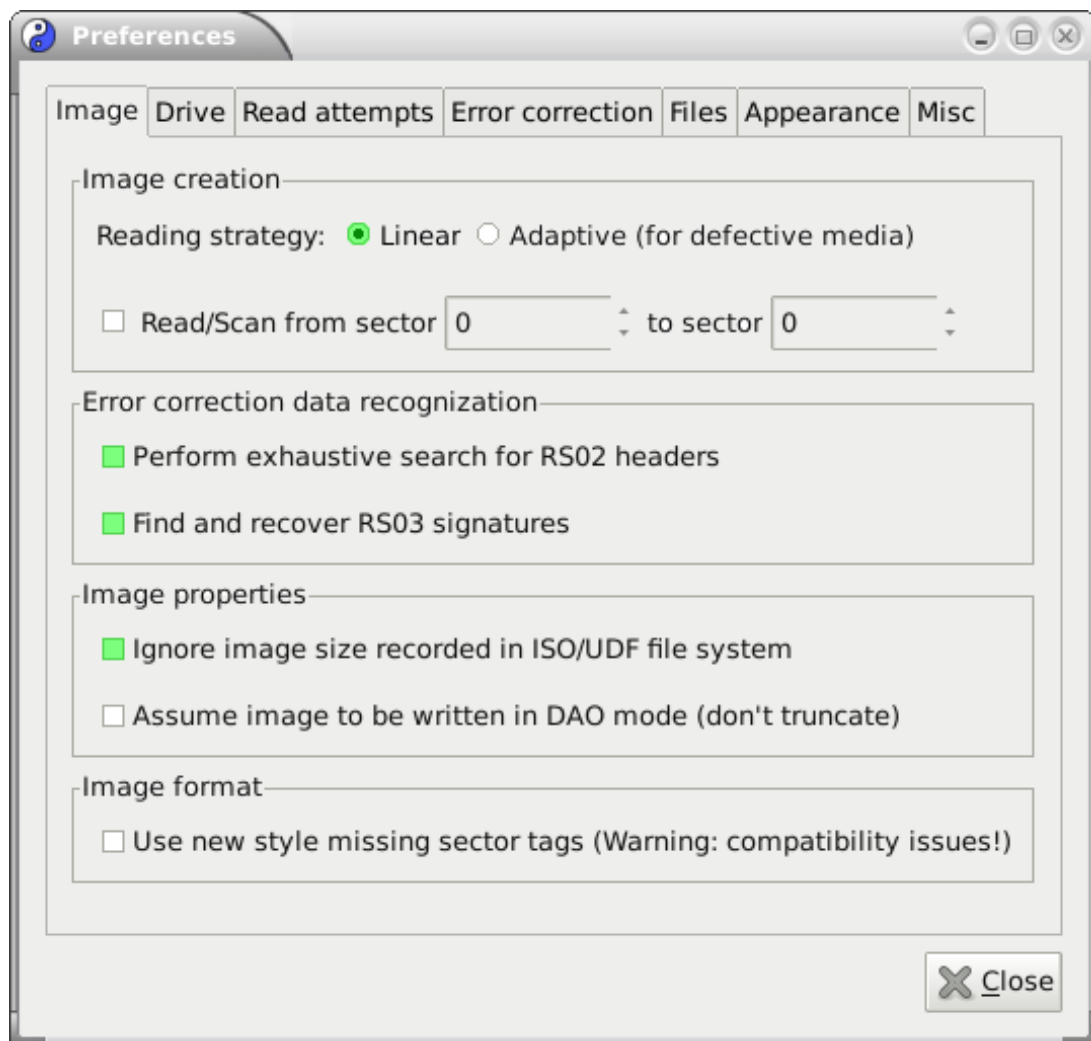 Preferences
Image Drive Read attempts Error correction Files Appearance Misc
Image creation
Reading strategy: Linear Adaptive (for defective media)
Read/Scan from sector 0 to sector 0
Error correction data recognization
Perform exhaustive search for RS02 headers
Find and recover RS03 signatures
Image properties
Ignore image size recorded in ISO/UDF file system
Assume image to be written in DAO mode (don't truncate)
Image format
Use new style missing sector tags (Warning: compatibility issues!)
Close